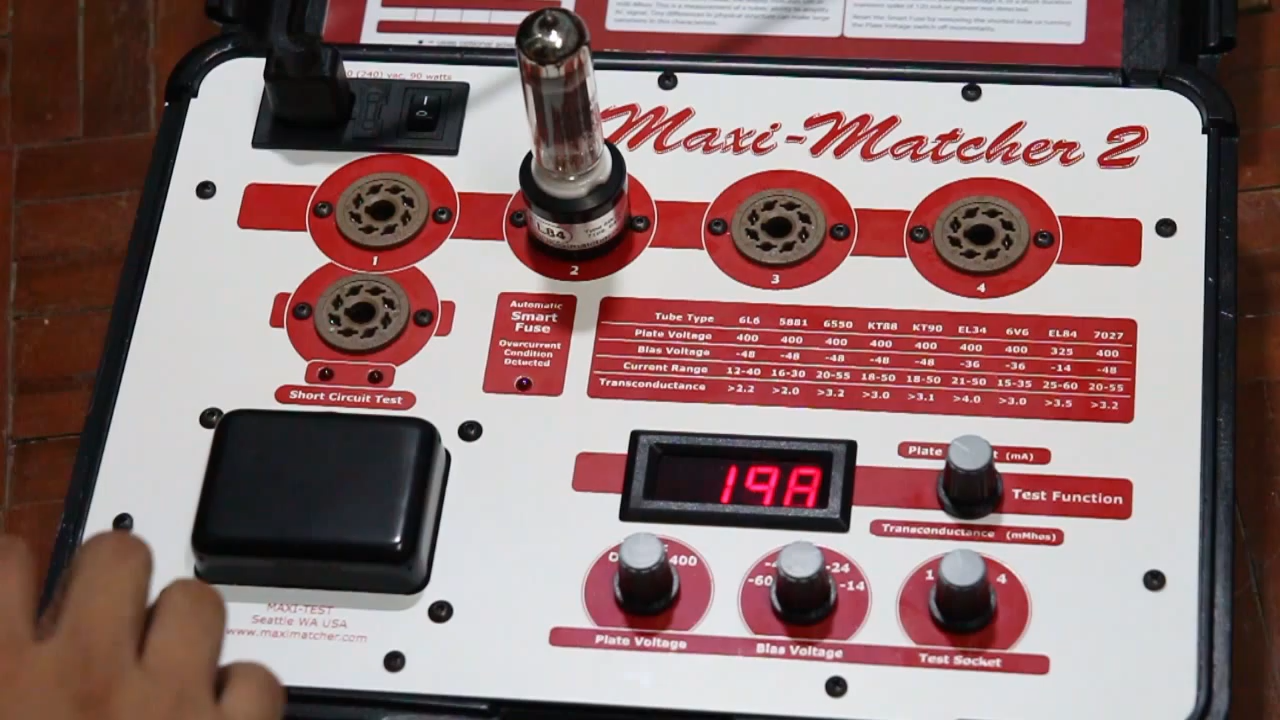 0 (240) vac, 90 watts
Maxi-Matcher 2
L84
1
2
3
4
Automatic
Smart
Fuse
Overcurrent
Condition
Detected
Tube Type 6L6 5881 6550 KT88 KT90 EL34 6V6 EL84 7027
Plate Voltage 400 400 400 400 400 400 400 325 400
Bias Voltage -48 -48 -48 -48 -48 -36 -36 -14 -48
Current Range 12-40 16-30 20-55 18-50 18-50 21-50 15-35 25-60 20-55
Transconductance >2.2 >2.0 >3.2 >3.0 >3.1 >4.0 >3.0 >3.5 >3.2
Short Circuit Test
19A
Plate (mA)
Test Function
Transconductance (mMhos)
400
-60 -24
-14
1 4
Plate Voltage
Bias Voltage
Test Socket
MAXI-TEST
Seattle WA USA
www.maximatcher.com